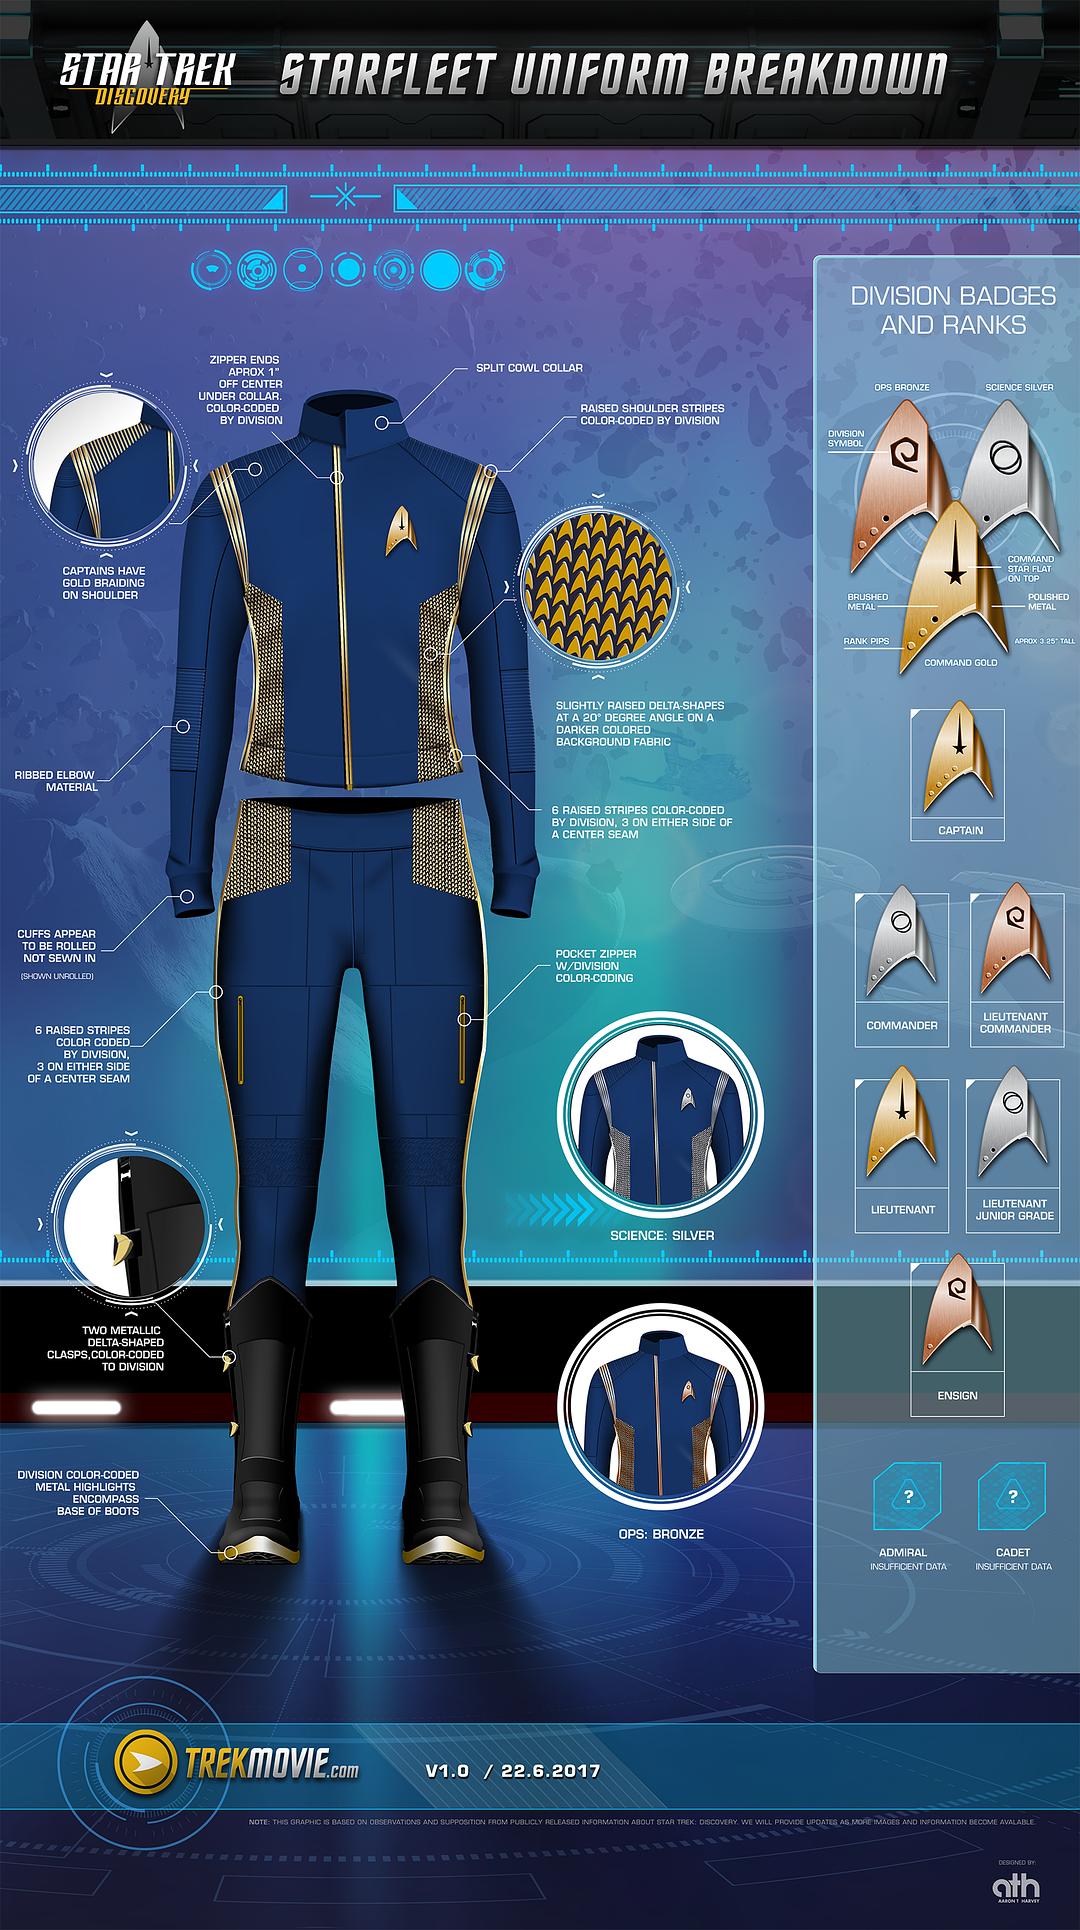 STAR TREK
DISCOVERY
STARFLEET UNIFORM BREAKDOWN
ZIPPER ENDS
APROX 1"
OFF CENTER
UNDER COLLAR.
COLOR-CODED
BY DIVISION
SPLIT COWL COLLAR
RAISED SHOULDER STRIPES
COLOR-CODED BY DIVISION
CAPTAINS HAVE
GOLD BRAIDING
ON SHOULDER
SLIGHTLY RAISED DELTA-SHAPES
AT A 20° DEGREE ANGLE ON A
DARKER COLORED
BACKGROUND FABRIC
RIBBED ELBOW
MATERIAL
6 RAISED STRIPES COLOR-CODED
BY DIVISION, 3 ON EITHER SIDE OF
A CENTER SEAM
CUFFS APPEAR
TO BE ROLLED
NOT SEWN IN
(SHOWN UNROLLED)
POCKET ZIPPER
W/DIVISION
COLOR-CODING
6 RAISED STRIPES
COLOR CODED
BY DIVISION,
3 ON EITHER SIDE
OF A CENTER SEAM
SCIENCE: SILVER
TWO METALLIC
DELTA-SHAPED
CLASPS,COLOR-CODED
TO DIVISION
DIVISION COLOR-CODED
METAL HIGHLIGHTS
ENCOMPASS
BASE OF BOOTS
OPS: BRONZE
DIVISION BADGES
AND RANKS
OPS BRONZE
SCIENCE SILVER
DIVISION
SYMBOL
COMMAND
STAR FLAT
ON TOP
BRUSHED
METAL
POLISHED
METAL
RANK PIPS
APROX 3.25" TALL
COMMAND GOLD
CAPTAIN
COMMANDER
LIEUTENANT
COMMANDER
LIEUTENANT
LIEUTENANT
JUNIOR GRADE
ENSIGN
?
?
ADMIRAL
INSUFFICIENT DATA
CADET
INSUFFICIENT DATA
TREKMOVIE.com
V1.0 / 22.6.2017
NOTE: THIS GRAPHIC IS BASED ON OBSERVATIONS AND SUPPOSITION FROM PUBLICLY RELEASED INFORMATION ABOUT STAR TREK: DISCOVERY. WE WILL PROVIDE UPDATES AS MORE IMAGES AND INFORMATION BECOME AVAILABLE.
DESIGNED BY:
ath
AARON T HARVEY